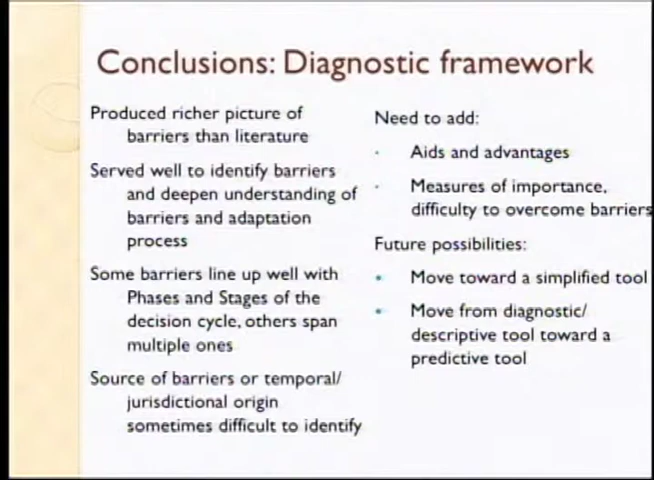 Conclusions: Diagnostic framework
Produced richer picture of
barriers than literature
Served well to identify barriers
and deepen understanding of
barriers and adaptation
process
Some barriers line up well with
Phases and Stages of the
decision cycle, others span
multiple ones
Source of barriers or temporal/
jurisdictional origin
sometimes difficult to identify
Need to add:
· Aids and advantages
· Measures of importance,
difficulty to overcome barriers
Future possibilities:
• Move toward a simplified tool
• Move from diagnostic/
descriptive tool toward a
predictive tool